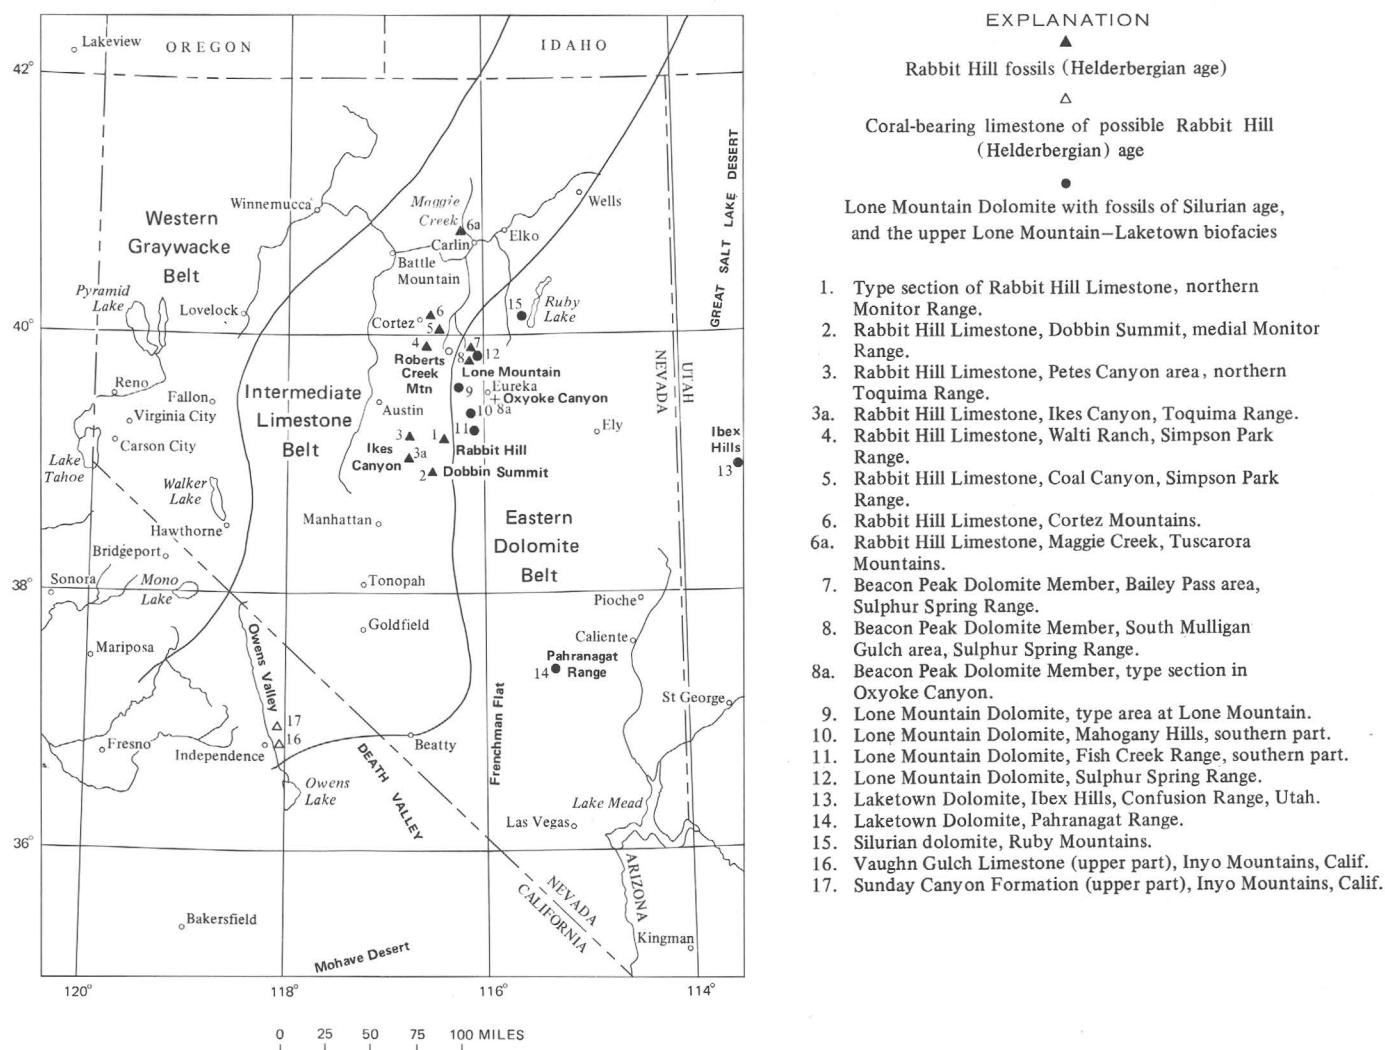 Lakeview
OREGON
IDAHO
42°
Winnemucca
Maggie
Creek
6a
Wells
Western
Graywacke
Belt
Carlin
Elko
Battle
Mountain
Pyramid
Lake
Lovelock
Cortez
6
5
15
Ruby
Lake
GREAT SALT LAKE DESERT
40°
4
7
8
12
Roberts
Creek
Mtn
Lone Mountain
NEVADA
UTAH
Reno
Fallon
Virginia City
Carson City
Intermediate
Limestone
Belt
9
Eureka
Oxyoke Canyon
Austin
10
8a
11
Ely
Ibex
Hills
13
Lake
Tahoe
3
1
Ikes
Canyon
3a
Rabbit Hill
2
Dobbin Summit
Walker
Lake
Hawthorne
Manhattan
Eastern
Dolomite
Belt
Bridgeport
38°
Sonora
Mono
Lake
Tonopah
Pioche
Mariposa
Owens Valley
Goldfield
Caliente
Pahranagat
Range
14
St George
17
16
Fresno
Independence
Beatty
Frenchman Flat
DEATH VALLEY
Owens
Lake
Lake Mead
Las Vegas
36°
NEVADA
CALIFORNIA
ARIZONA
Bakersfield
Kingman
Mohave Desert
120°
118°
116°
114°
0 25 50 75 100 MILES
EXPLANATION
Rabbit Hill fossils (Helderbergian age)
Coral-bearing limestone of possible Rabbit Hill
(Helderbergian) age
Lone Mountain Dolomite with fossils of Silurian age,
and the upper Lone Mountain–Laketown biofacies
1. Type section of Rabbit Hill Limestone, northern
Monitor Range.
2. Rabbit Hill Limestone, Dobbin Summit, medial Monitor
Range.
3. Rabbit Hill Limestone, Petes Canyon area, northern
Toquima Range.
3a. Rabbit Hill Limestone, Ikes Canyon, Toquima Range.
4. Rabbit Hill Limestone, Walti Ranch, Simpson Park
Range.
5. Rabbit Hill Limestone, Coal Canyon, Simpson Park
Range.
6. Rabbit Hill Limestone, Cortez Mountains.
6a. Rabbit Hill Limestone, Maggie Creek, Tuscarora
Mountains.
7. Beacon Peak Dolomite Member, Bailey Pass area,
Sulphur Spring Range.
8. Beacon Peak Dolomite Member, South Mulligan
Gulch area, Sulphur Spring Range.
8a. Beacon Peak Dolomite Member, type section in
Oxyoke Canyon.
9. Lone Mountain Dolomite, type area at Lone Mountain.
10. Lone Mountain Dolomite, Mahogany Hills, southern part.
11. Lone Mountain Dolomite, Fish Creek Range, southern part.
12. Lone Mountain Dolomite, Sulphur Spring Range.
13. Laketown Dolomite, Ibex Hills, Confusion Range, Utah.
14. Laketown Dolomite, Pahranagat Range.
15. Silurian dolomite, Ruby Mountains.
16. Vaughn Gulch Limestone (upper part), Inyo Mountains, Calif.
17. Sunday Canyon Formation (upper part), Inyo Mountains, Calif.